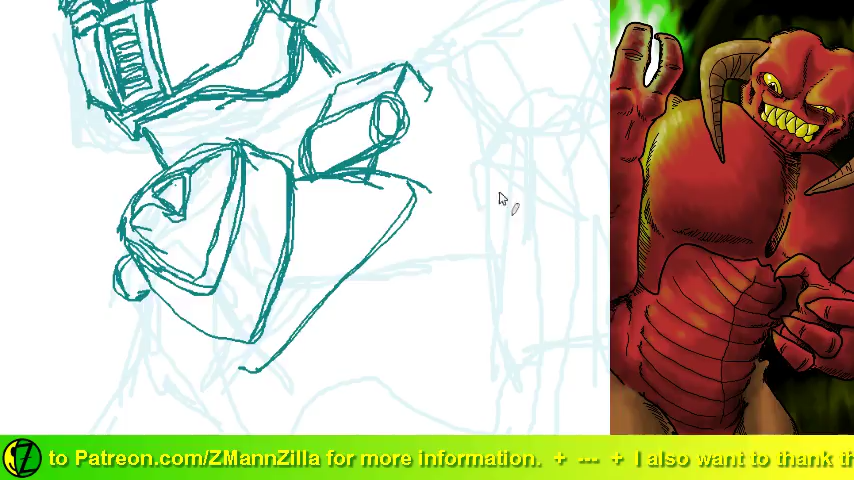 Z to Patreon.com/ZMannZilla for more information. + --- + I also want to thank th